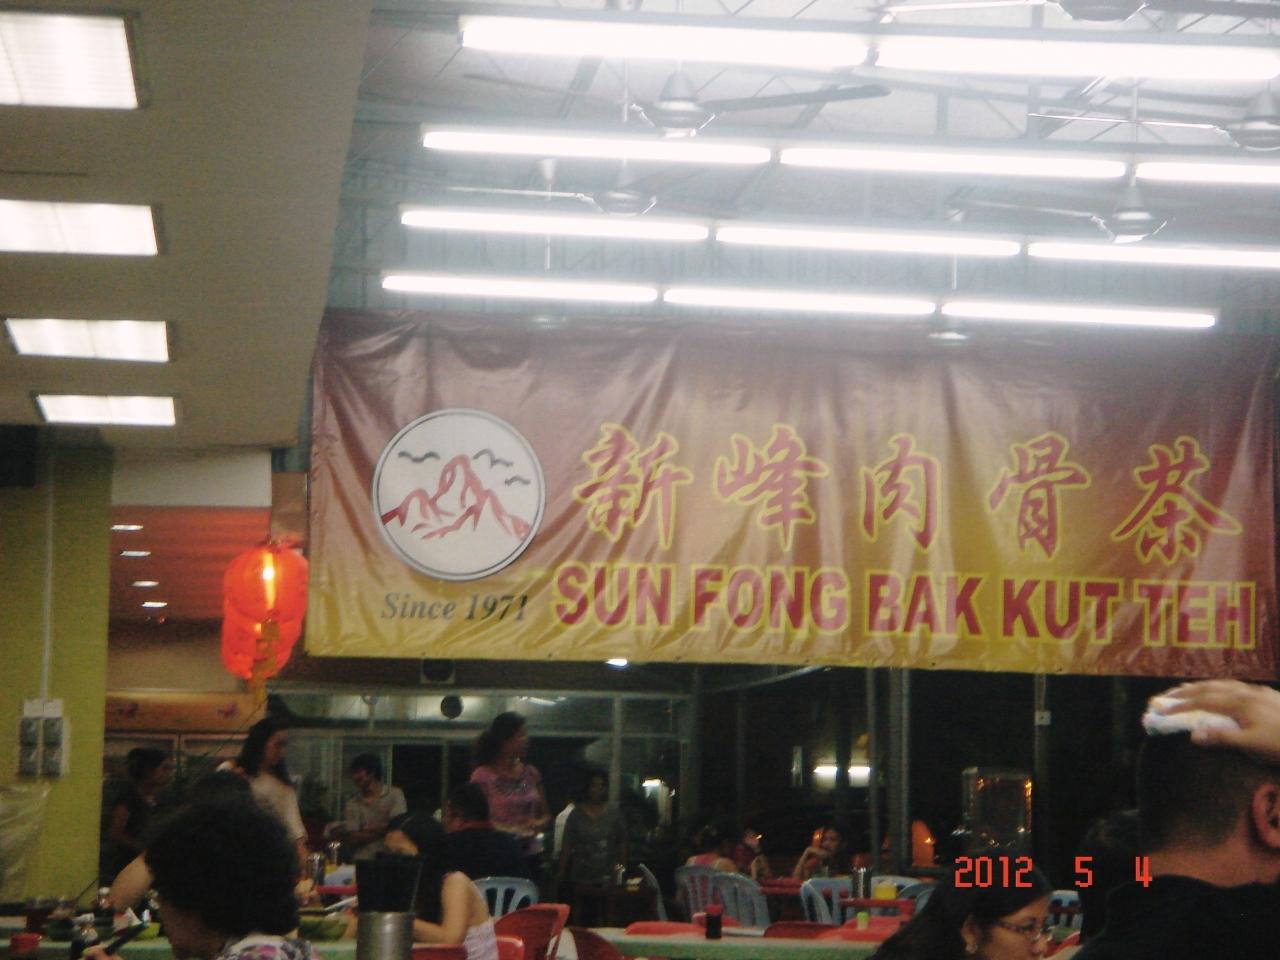 新峰肉骨茶
Since 1971 SUN FONG BAK KUT TEH
2012 5 4